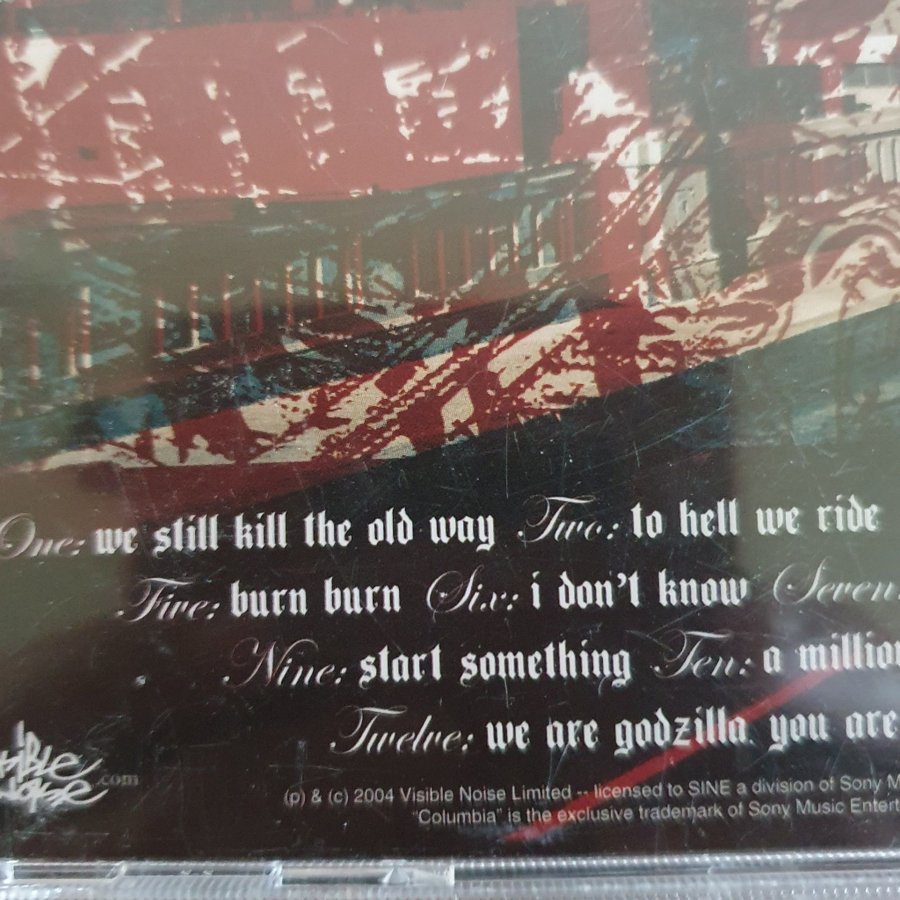 One: we still kill the old way Two: to hell we ride
Five: burn burn Six: i don't know Seven:
Nine: start something Ten: a million
Twelve: we are godzilla, you are
.com
(p) & (c) 2004 Visible Noise Limited -- licensed to SINE a division of Sony M
"Columbia" is the exclusive trademark of Sony Music Entert